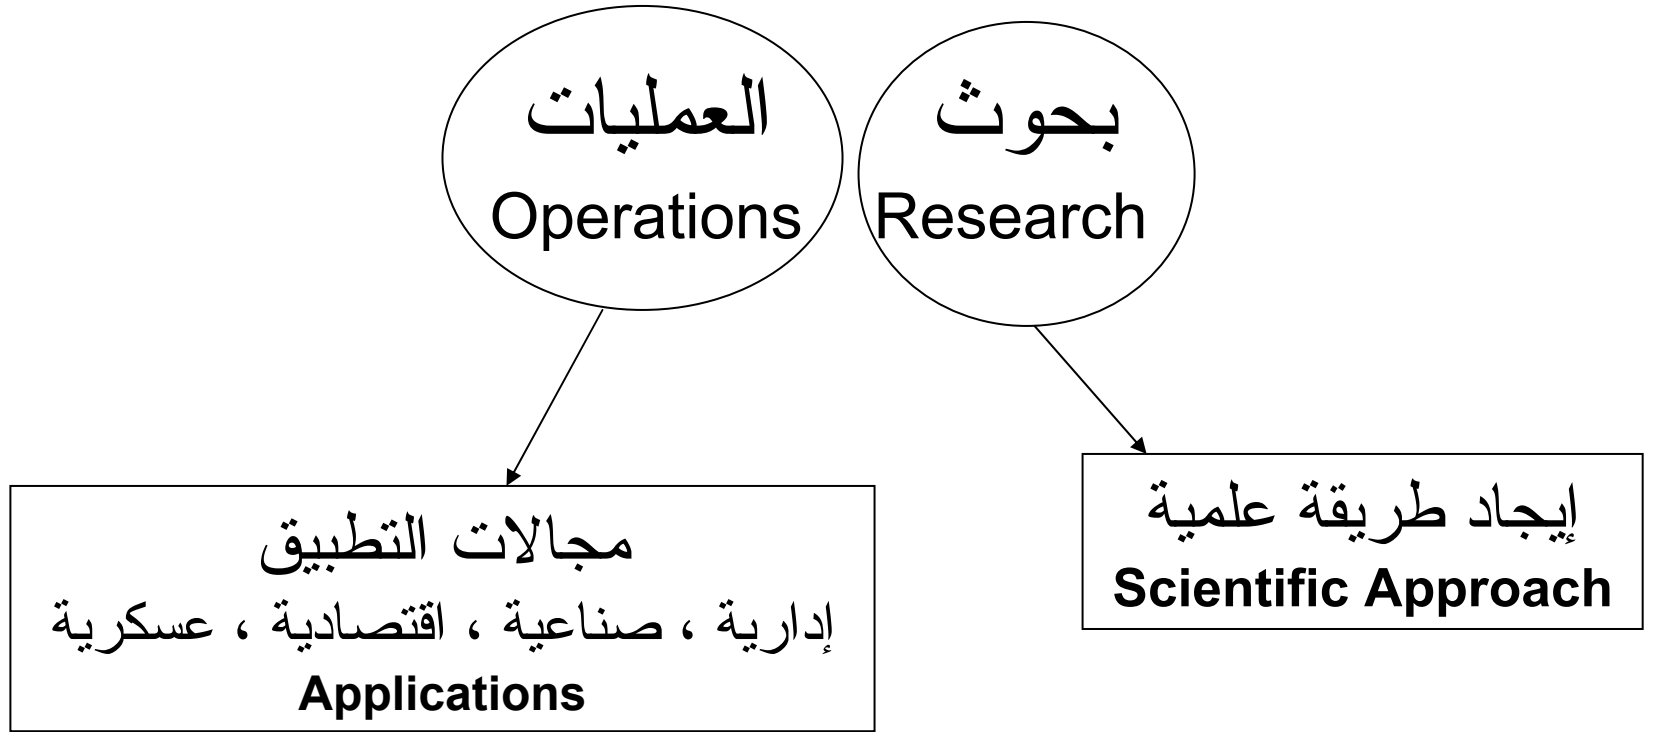 بحوث
Research
العمليات
Operations
إيجاد طريقة علمية
Scientific Approach
مجالات التطبيق
إدارية ، صناعية ، اقتصادية ، عسكرية
Applications